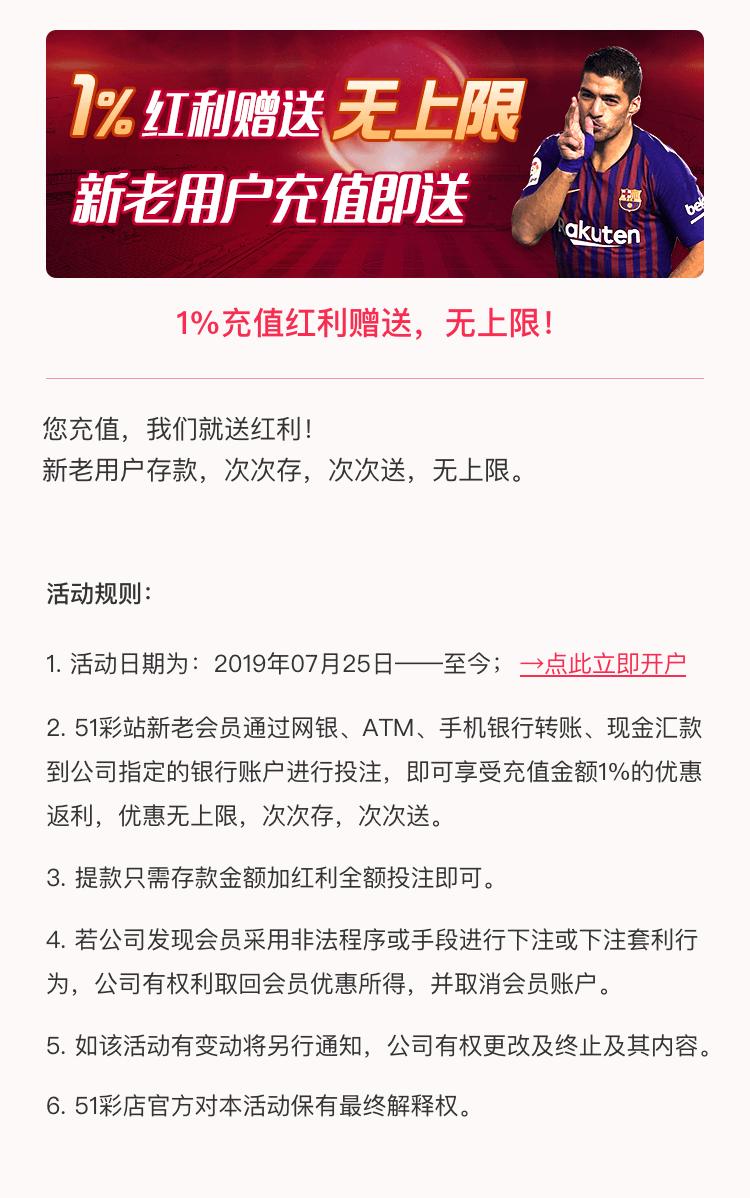 1%红利赠送 无上限
新老用户充值即送
Rakuten
1%充值红利赠送，无上限！
您充值，我们就送红利！
新老用户存款，次次存，次次送，无上限。
活动规则：
1. 活动日期为：2019年07月25日——至今；→点此立即开户
2. 51彩站新老会员通过网银、ATM、手机银行转账、现金汇款
到公司指定的银行账户进行投注，即可享受充值金额1%的优惠
返利，优惠无上限，次次存，次次送。
3. 提款只需存款金额加红利全额投注即可。
4. 若公司发现会员采用非法程序或手段进行下注或下注套利行
为，公司有权利取回会员优惠所得，并取消会员账户。
5. 如该活动有变动将另行通知，公司有权更改及终止及其内容。
6. 51彩店官方对本活动保有最终解释权。